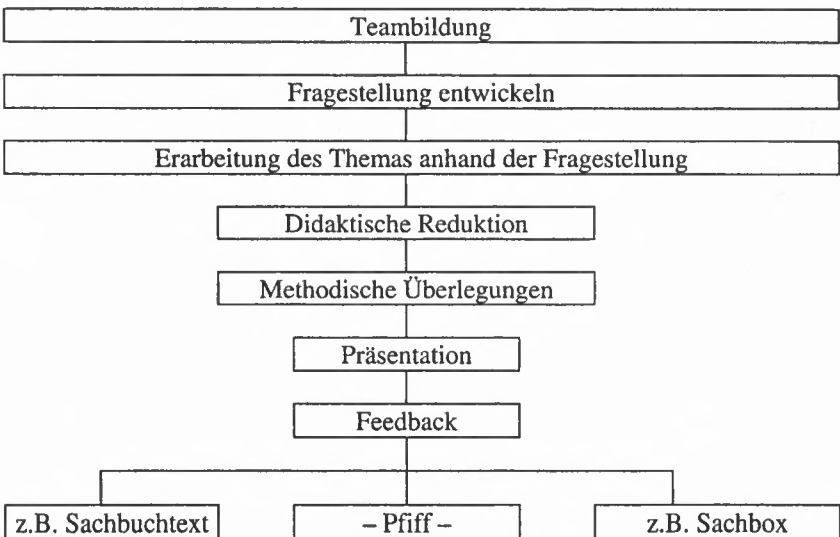 Teambildung
Fragestellung entwickeln
Erarbeitung des Themas anhand der Fragestellung
Didaktische Reduktion
Methodische Überlegungen
Präsentation
Feedback
z.B. Sachbuchtext
– Pfiff –
z.B. Sachbox